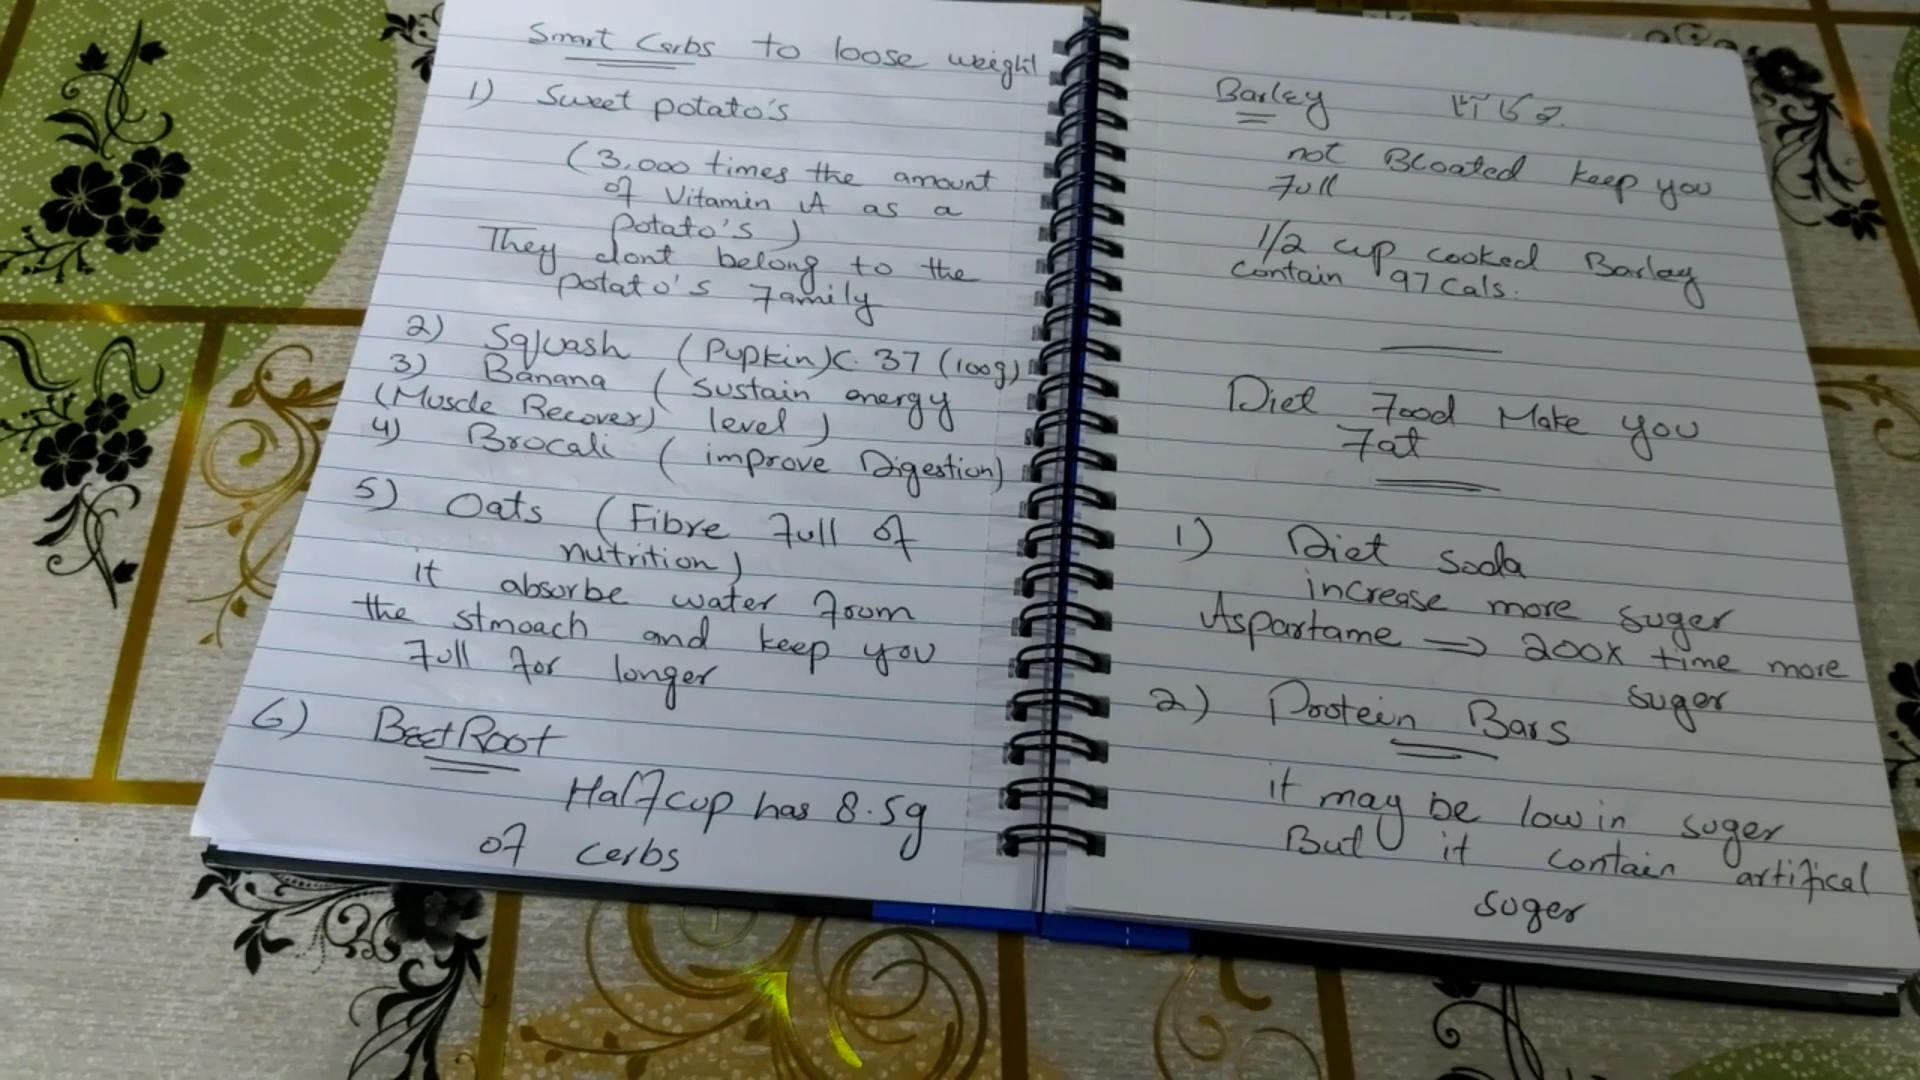 Smart Cerbs to loose weight
1) Sweet potato's
(3,000 times the amount
of Vitamin A as a
potato's)
They dont belong to the
potato's family
2) Squash (Pupkin) C. 37 (100g)
3) Banana (sustain energy
(Muscle Recover) level)
4) Brocali (improve Digestion)
5) Oats (Fibre full of
nutrition)
it absorbe water from
the stmoach and keep you
full for longer
6) BeetRoot
Half cup has 8.5g
of cerbs
Barley
not Bloated keep you
full
1/2 cup cooked Barley
contain 97 Cals.
Diet food Make you
fat
1) Diet soda
increase more suger
Aspartame => 200x time more
suger
2) Protein Bars
it may be low in suger
But it contain artifical
suger